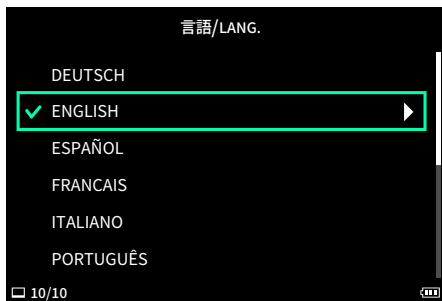 言語/LANG.
DEUTSCH
ENGLISH
ESPAÑOL
FRANCAIS
ITALIANO
PORTUGUÊS
10/10